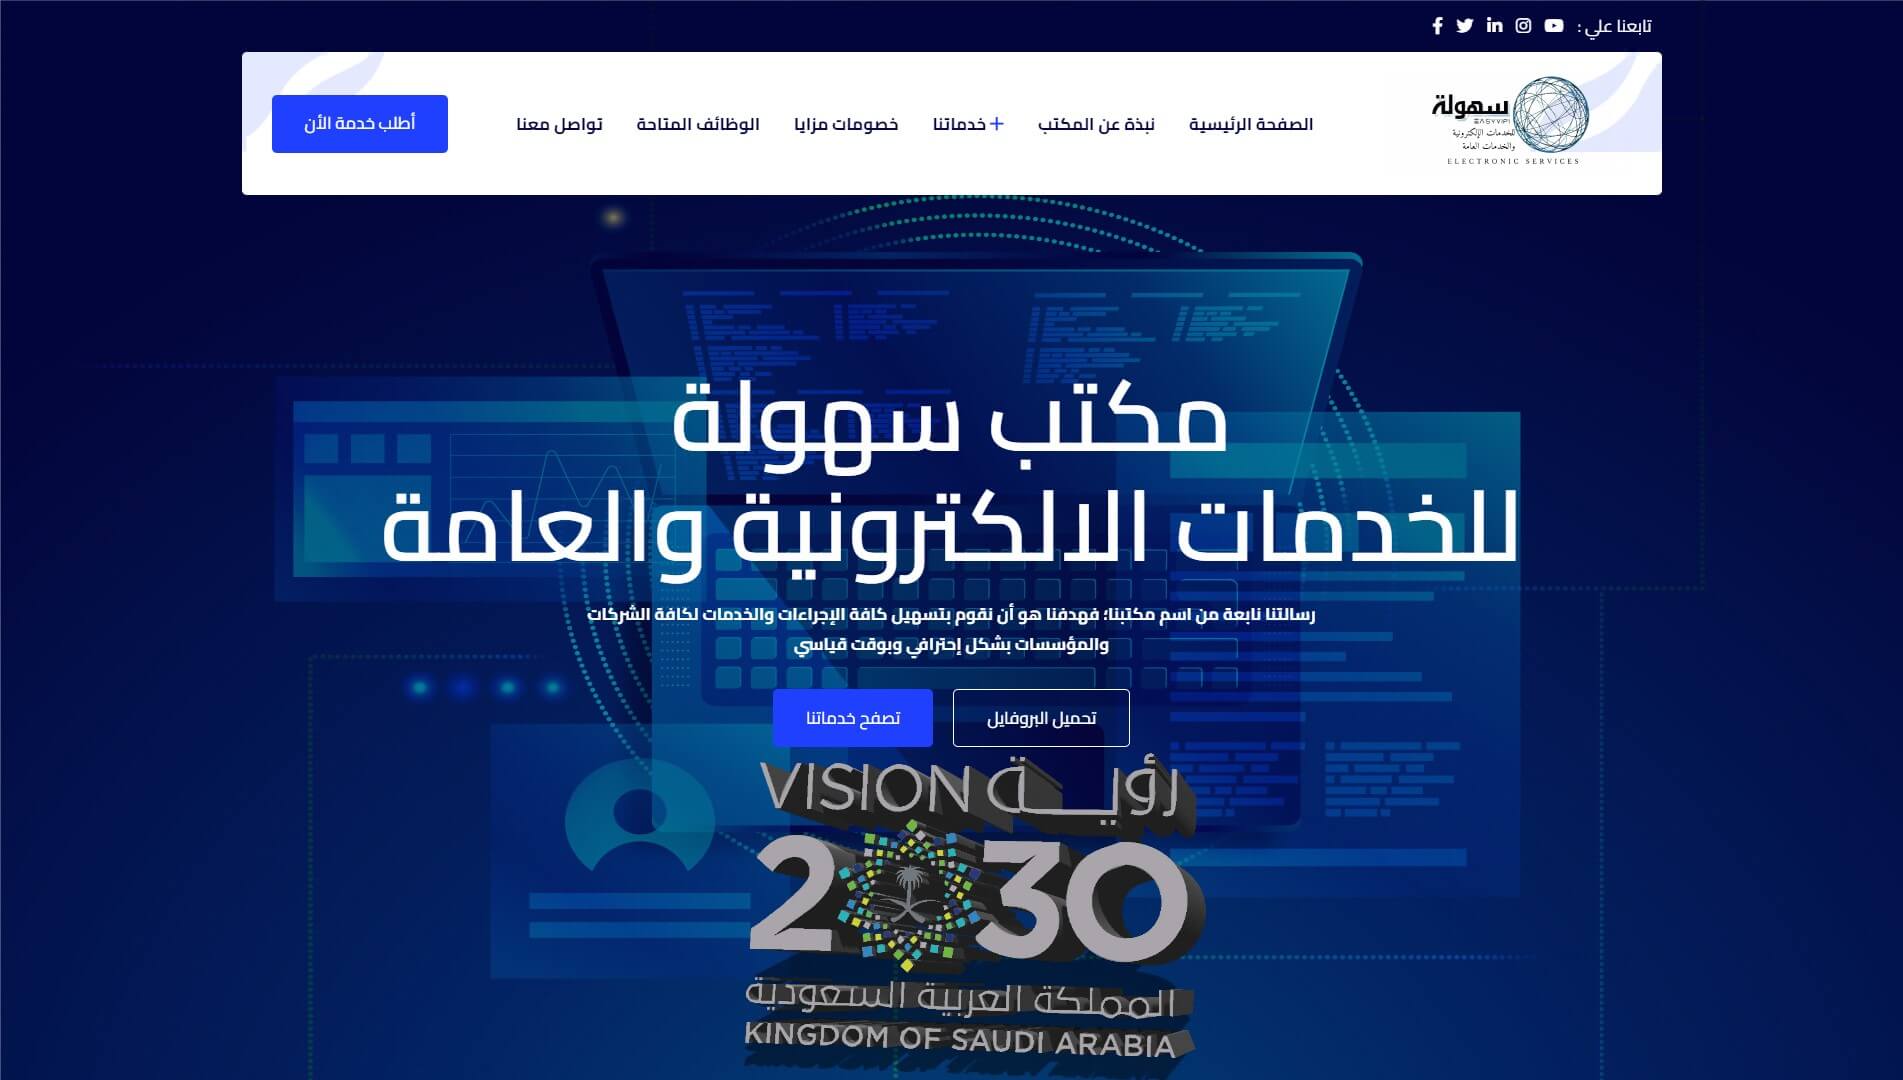 تابعنا علي :
سهولة
EASYVIPI
للخدمات الإلكترونية
والخدمات العامة
ELECTRONIC SERVICES
الصفحة الرئيسية
نبذة عن المكتب
خدماتنا
خصومات مزايا
الوظائف المتاحة
تواصل معنا
أطلب خدمة الأن
مكتب سهولة
للخدمات الالكترونية والعامة
رسالتنا نابعة من اسم مكتبنا؛ فهدفنا هو أن نقوم بتسهيل كافة الإجراءات والخدمات لكافة الشركات
والمؤسسات بشكل إحترافي وبوقت قياسي
تحميل البروفايل
تصفح خدماتنا
VISION رؤيــة
2030
المملكة العربية السعودية
KINGDOM OF SAUDI ARABIA